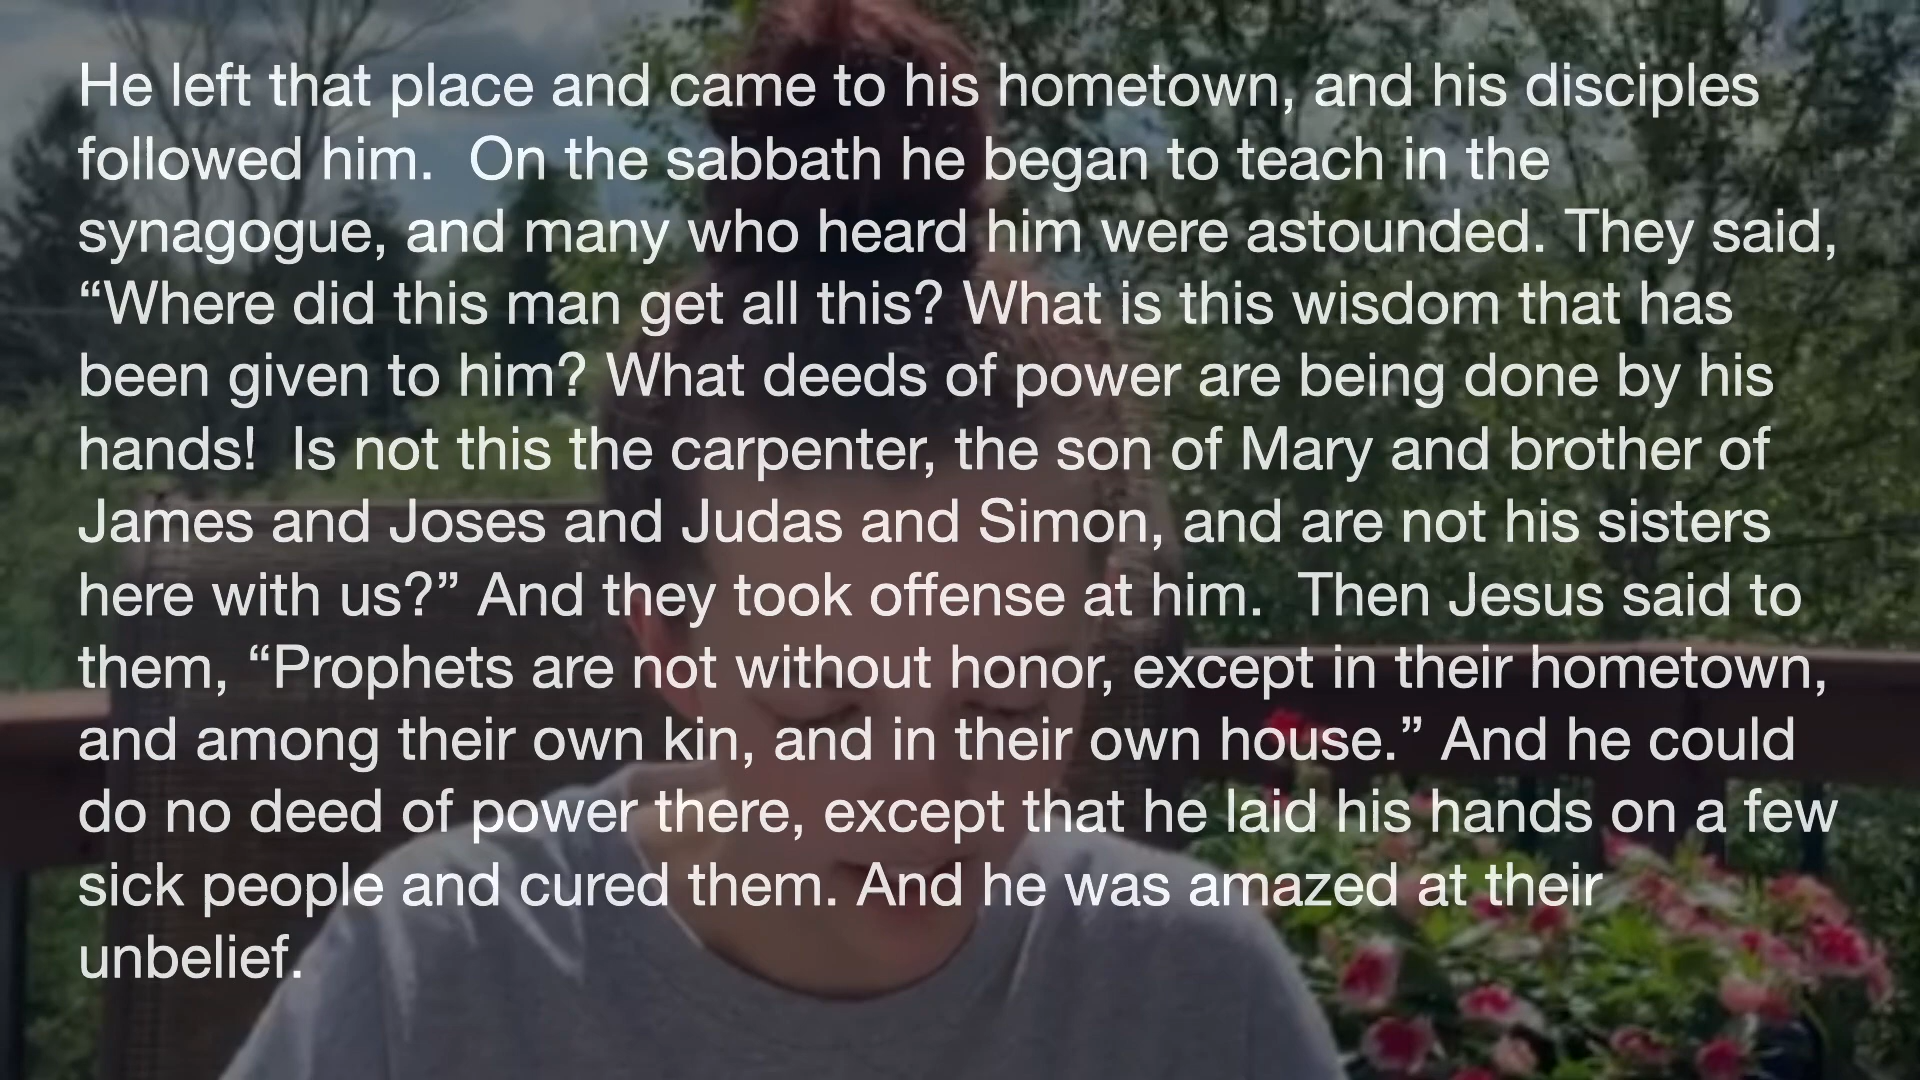 He left that place and came to his hometown, and his disciples
followed him.  On the sabbath he began to teach in the
synagogue, and many who heard him were astounded. They said,
“Where did this man get all this? What is this wisdom that has
been given to him? What deeds of power are being done by his
hands!  Is not this the carpenter, the son of Mary and brother of
James and Joses and Judas and Simon, and are not his sisters
here with us?” And they took offense at him.  Then Jesus said to
them, “Prophets are not without honor, except in their hometown,
and among their own kin, and in their own house.” And he could
do no deed of power there, except that he laid his hands on a few
sick people and cured them. And he was amazed at their
unbelief.